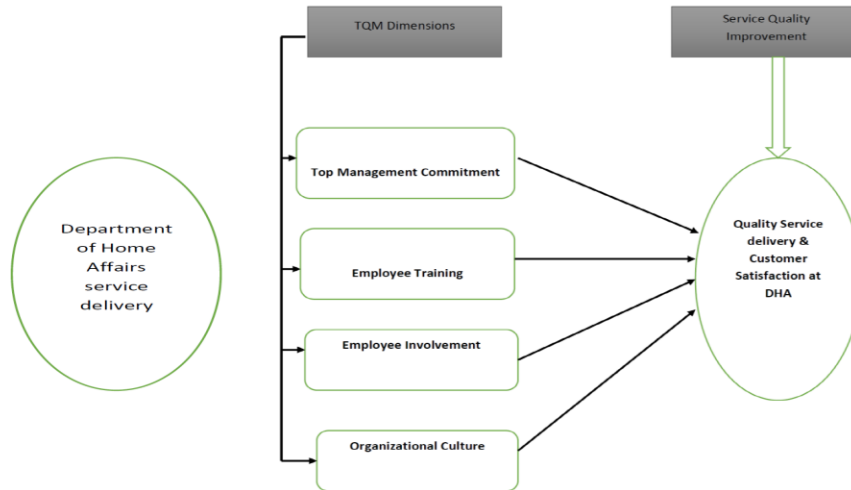 TQM Dimensions
Service Quality
Improvement
Top Management Commitment
Department
of Home
Affairs
service
delivery
Employee Training
Employee Involvement
Organizational Culture
Quality Service
delivery &
Customer
Satisfaction at
DHA